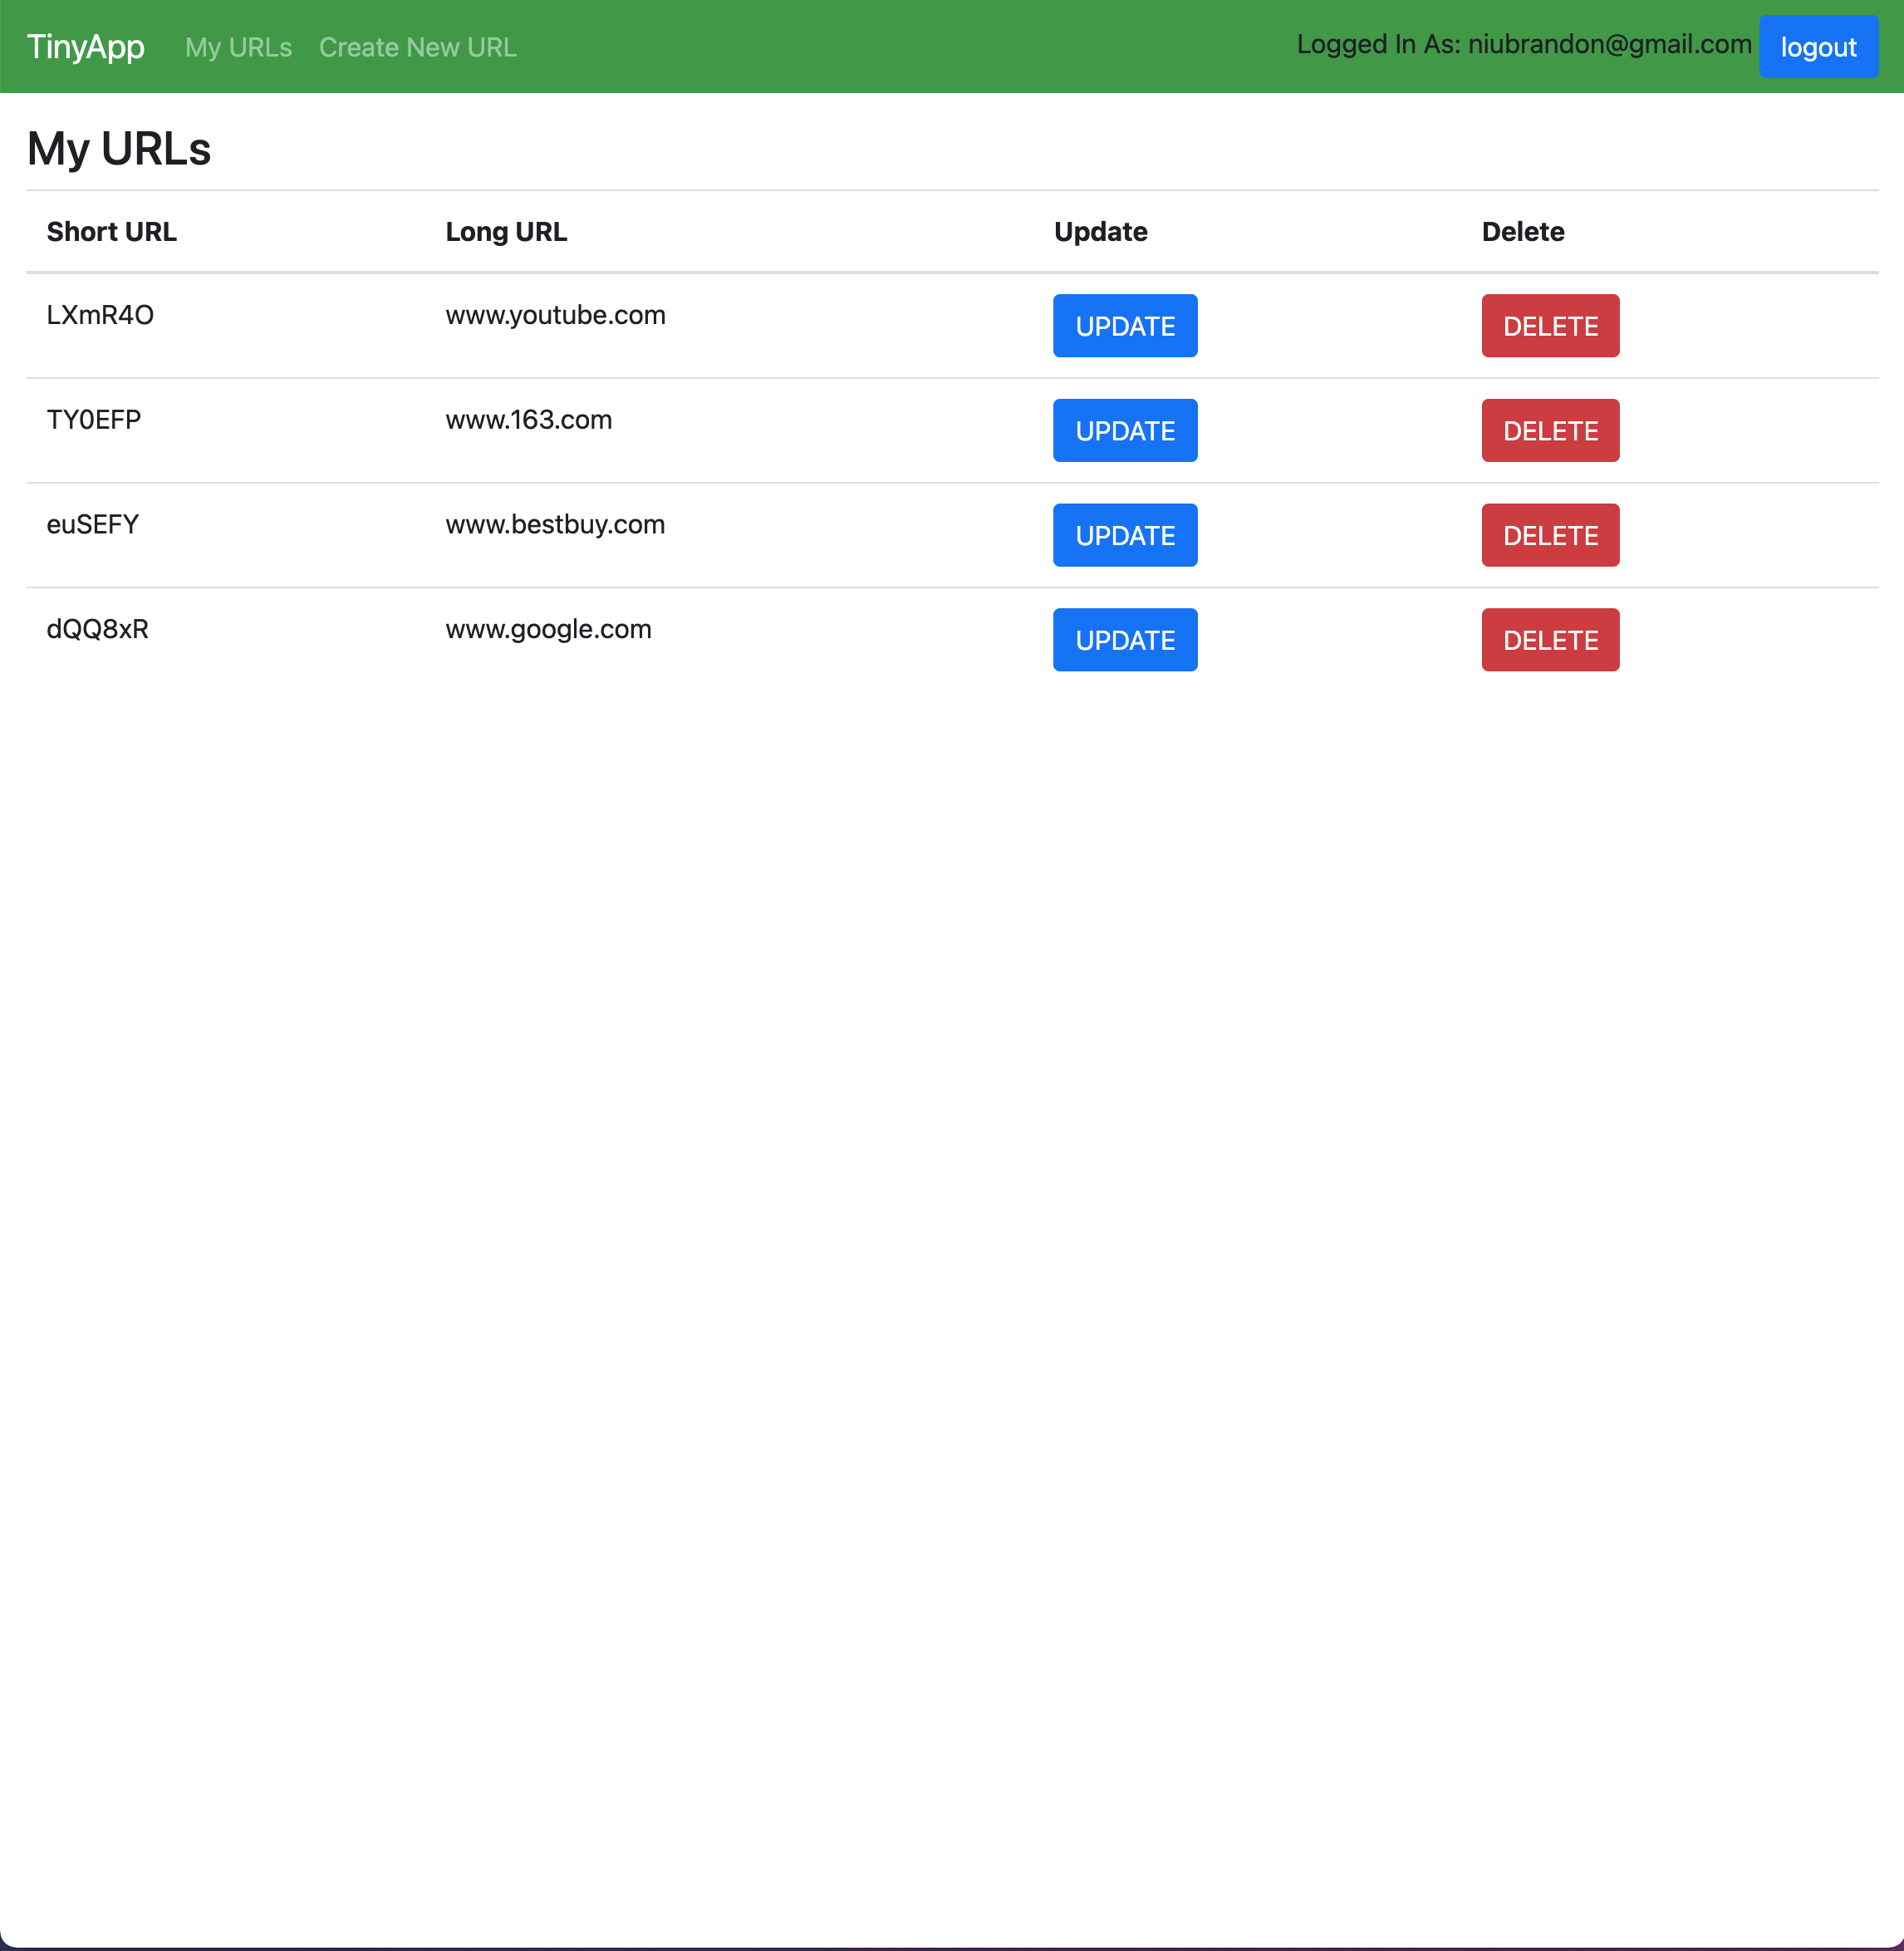 TinyApp My URLs Create New URL Logged In As: niubrandon@gmail.com logout
My URLs
Short URL Long URL Update Delete
LXmR4O www.youtube.com UPDATE DELETE
TY0EFP www.163.com UPDATE DELETE
euSEFY www.bestbuy.com UPDATE DELETE
dQQ8xR www.google.com UPDATE DELETE